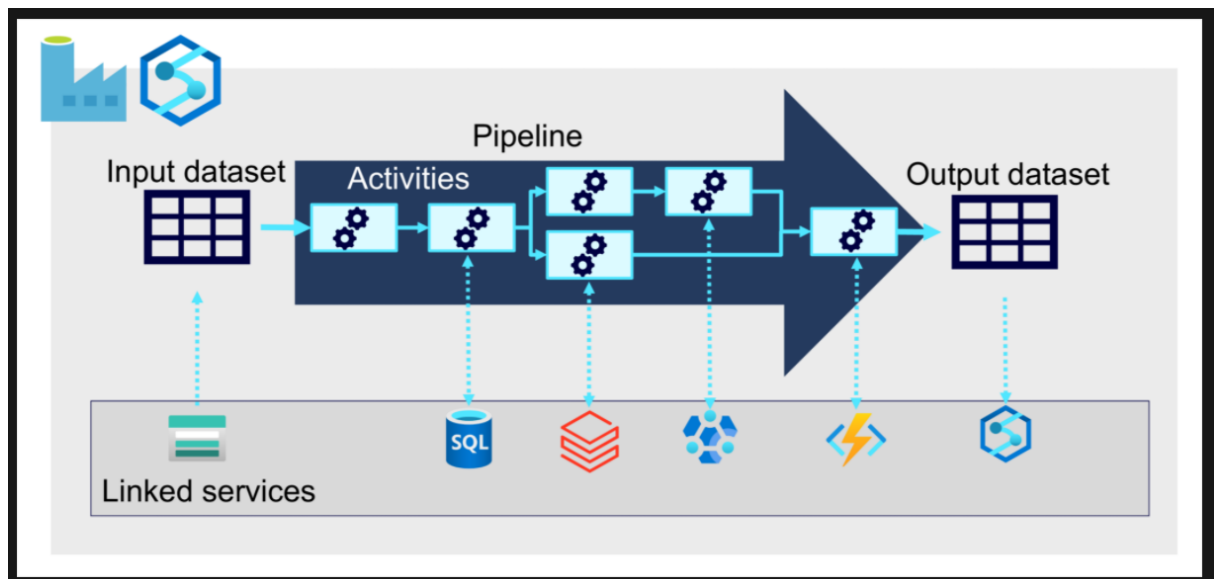 Pipeline
Input dataset
Activities
Output dataset
SQL
Linked services